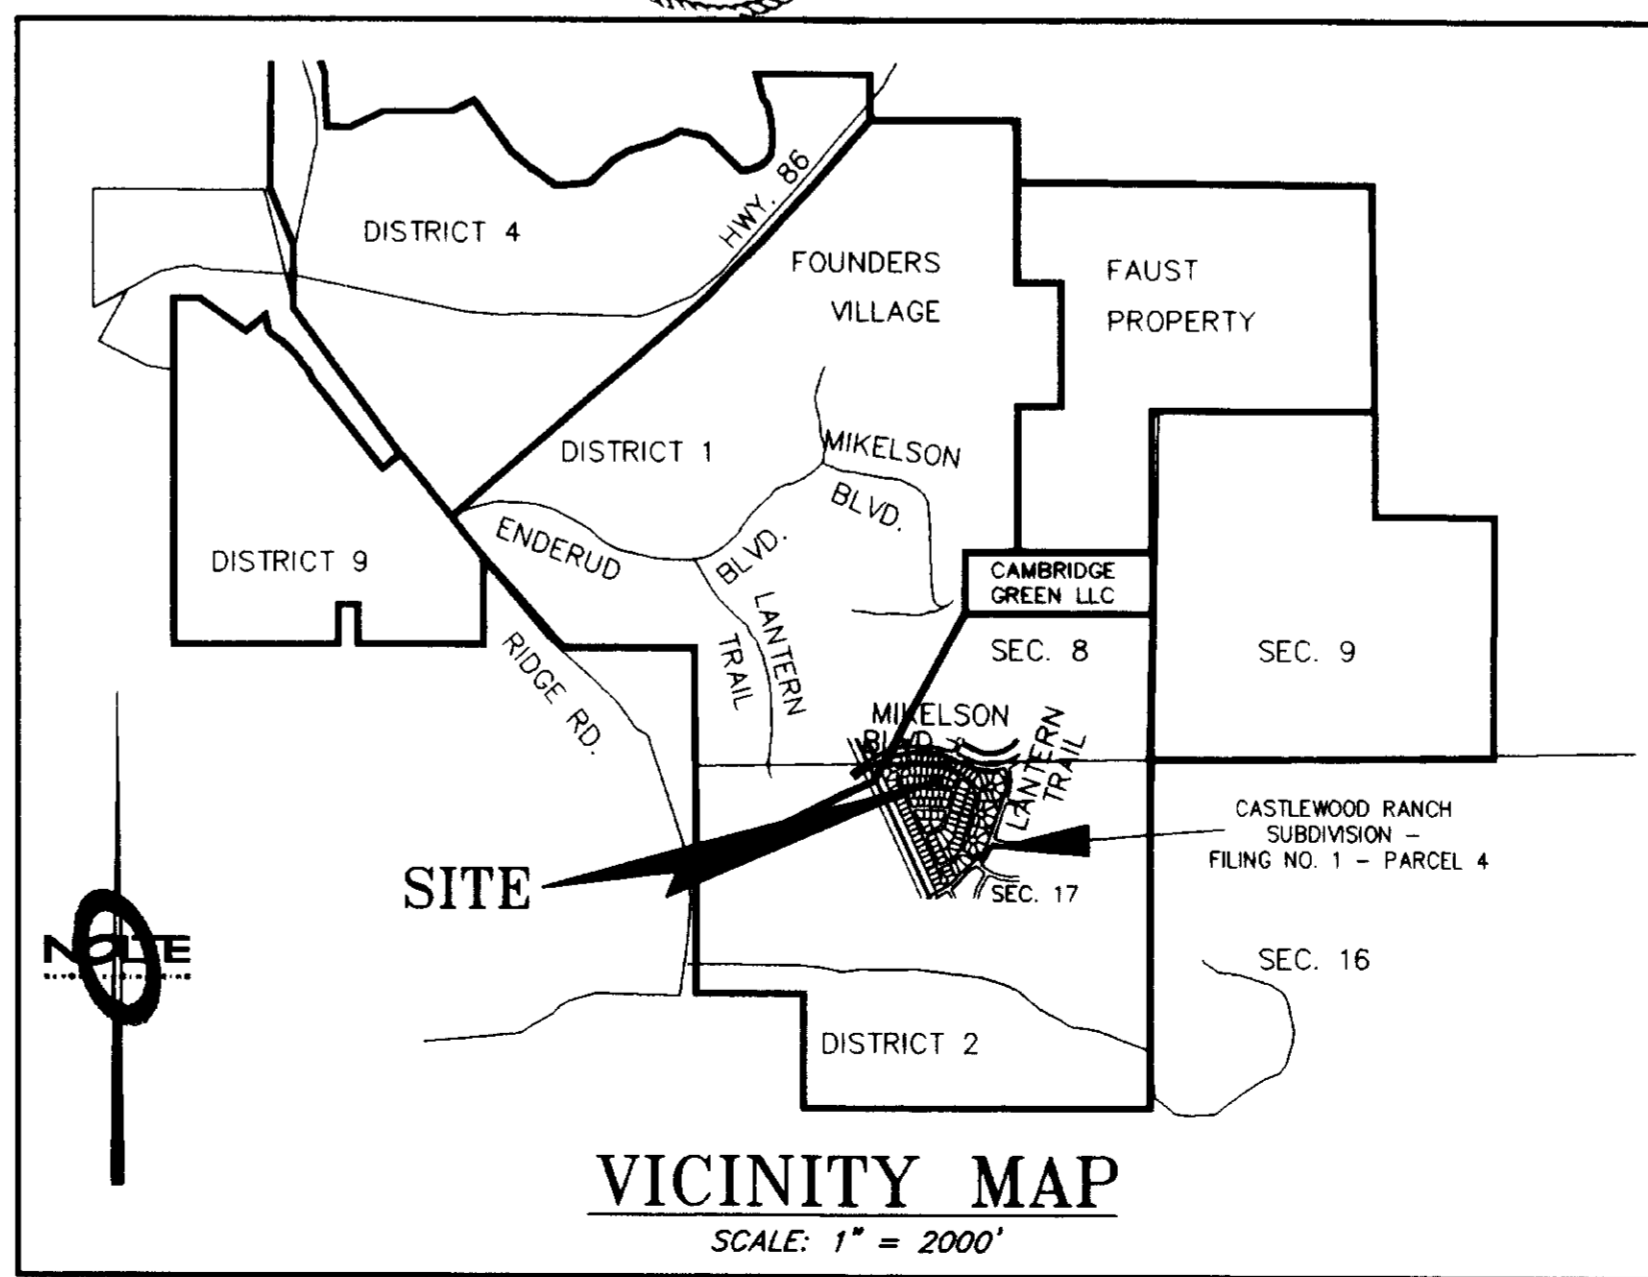 DISTRICT 4
HWY. 86
FOUNDERS
VILLAGE
FAUST
PROPERTY
DISTRICT 1
MIKELSON
BLVD.
ENDERUD
BLVD.
DISTRICT 9
LANTERN
TRAIL
CAMBRIDGE
GREEN LLC
RIDGE RD.
SEC. 8
SEC. 9
MIKELSON
BLVD.
LANTERN
TRAIL
CASTLEWOOD RANCH
SUBDIVISION –
FILING NO. 1 – PARCEL 4
SITE
SEC. 17
NOLTE
SEC. 16
DISTRICT 2
VICINITY MAP
SCALE: 1" = 2000'